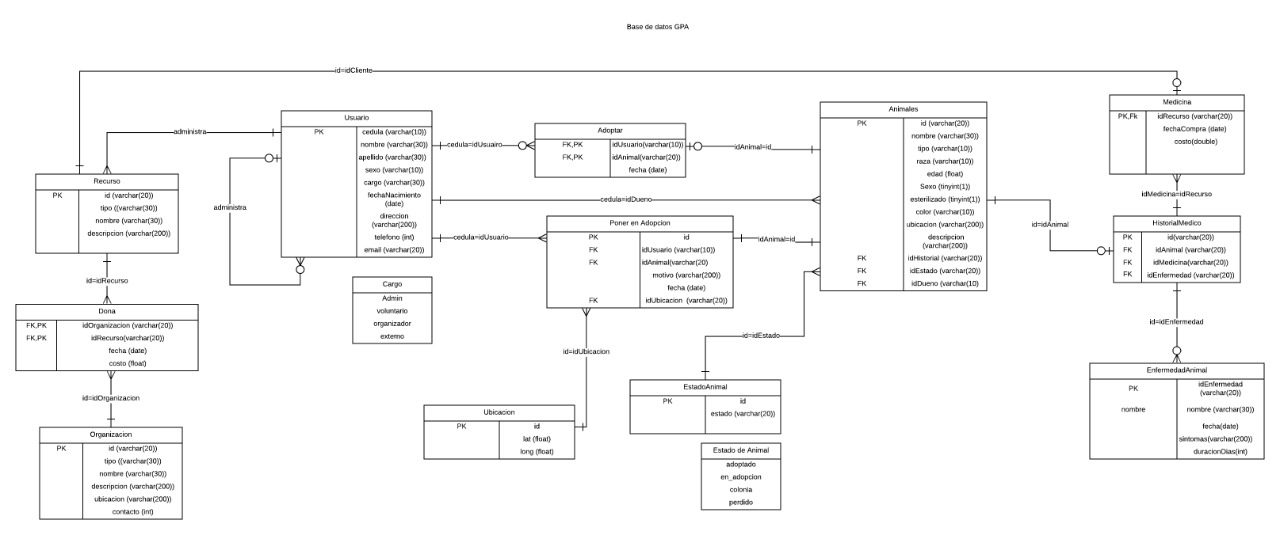 Base de datos GPA
id=idCliente
Usuario
PK cedula (varchar(10))
nombre (varchar(30))
apellido (varchar(30))
sexo (varchar(10))
cargo (varchar(30))
fechaNacimiento
(date)
direccion
(varchar(200))
telefono (int)
email (varchar(20))
administra
administra
cedula=idUsuairo
cedula=idDueno
cedula=idUsuario
Adoptar
FK,PK idUsuario(varchar(10))
FK,PK idAnimal(varchar(20))
fecha (date)
idAnimal=id
Animales
PK id (varchar(20))
nombre (varchar(30))
tipo (varchar(10))
raza (varchar(10))
edad (float)
Sexo (tinyint(1))
esterilizado (tinyint(1))
color (varchar(10))
ubicacion (varchar(200))
descripcion
(varchar(200))
FK idHistorial (varchar(20))
FK idEstado (varchar(20))
FK idDueno (varchar(10)
Medicina
PK,Fk idRecurso (varchar(20))
fechaCompra (date)
costo(double)
idMedicina=idRecurso
HistorialMedico
PK id(varchar(20))
FK idAnimal (varchar(20))
FK idMedicina(varchar(20))
FK idEnfermedad (varchar(20))
id=idAnimal
id=idEnfermedad
EnfermedadAnimal
PK idEnfermedad
(varchar(20))
nombre nombre (varchar(30))
fecha(date)
sintomas(varchar(200))
duracionDias(int)
Recurso
PK id (varchar(20))
tipo ((varchar(30))
nombre (varchar(30))
descripcion (varchar(200))
id=idRecurso
Dona
FK,PK idOrganizacion (varchar(20))
FK,PK idRecurso(varchar(20))
fecha (date)
costo (float)
id=idOrganizacion
Organizacion
PK id (varchar(20))
tipo ((varchar(30))
nombre (varchar(30))
descripcion (varchar(200))
ubicacion (varchar(200))
contacto (int)
Cargo
Admin
voluntario
organizador
externo
Poner en Adopcion
PK id
FK idUsuario (varchar(10))
FK idAnimal(varchar(20)
motivo (varchar(200))
fecha (date)
FK idUbicacion (varchar(20))
idAnimal=id
id=idUbicacion
Ubicacion
PK id
lat (float)
long (float)
id=idEstado
EstadoAnimal
PK id
estado (varchar(20))
Estado de Animal
adoptado
en_adopcion
colonia
perdido